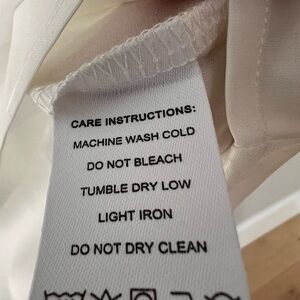 CARE INSTRUCTIONS:
MACHINE WASH COLD
DO NOT BLEACH
TUMBLE DRY LOW
LIGHT IRON
DO NOT DRY CLEAN